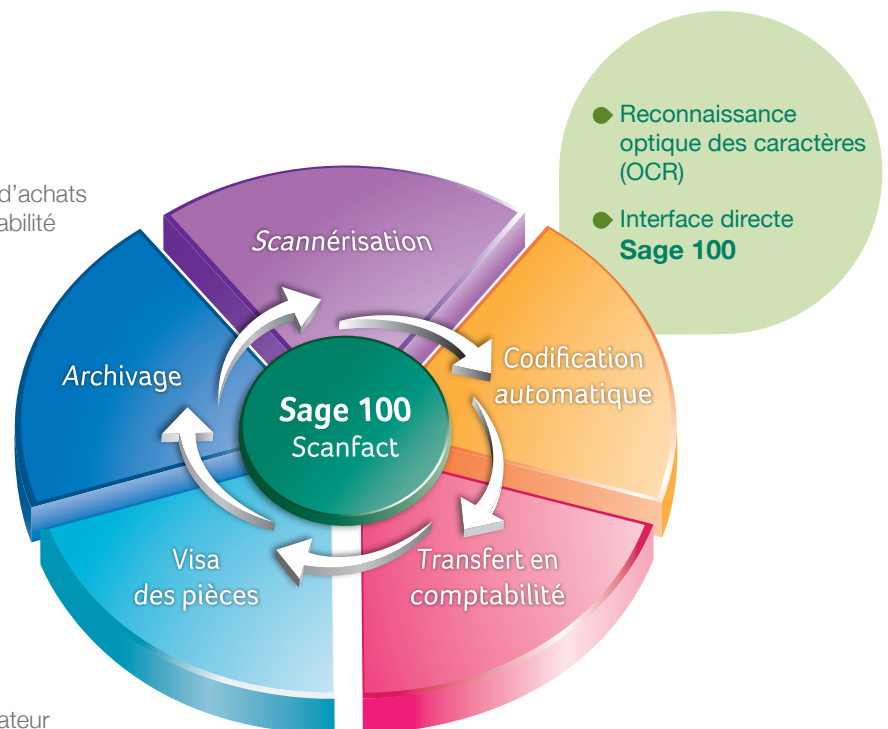 Reconnaissance
optique des caractères
(OCR)
Interface directe
Sage 100
d’achats
abilité
Scannérisation
Codification
automatique
Transfert en
comptabilité
Visa
des pièces
Archivage
Sage 100
Scanfact
ateur